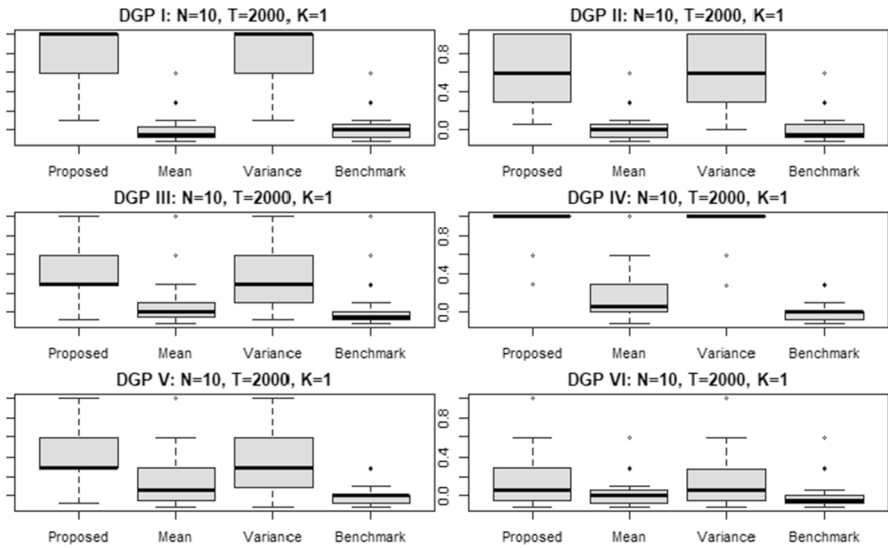 DGP I: N=10, T=2000, K=1
DGP II: N=10, T=2000, K=1
0.0 0.4 0.8
Proposed Mean Variance Benchmark
Proposed Mean Variance Benchmark
DGP III: N=10, T=2000, K=1
DGP IV: N=10, T=2000, K=1
0.0 0.4 0.8
Proposed Mean Variance Benchmark
Proposed Mean Variance Benchmark
DGP V: N=10, T=2000, K=1
DGP VI: N=10, T=2000, K=1
0.0 0.4 0.8
Proposed Mean Variance Benchmark
Proposed Mean Variance Benchmark